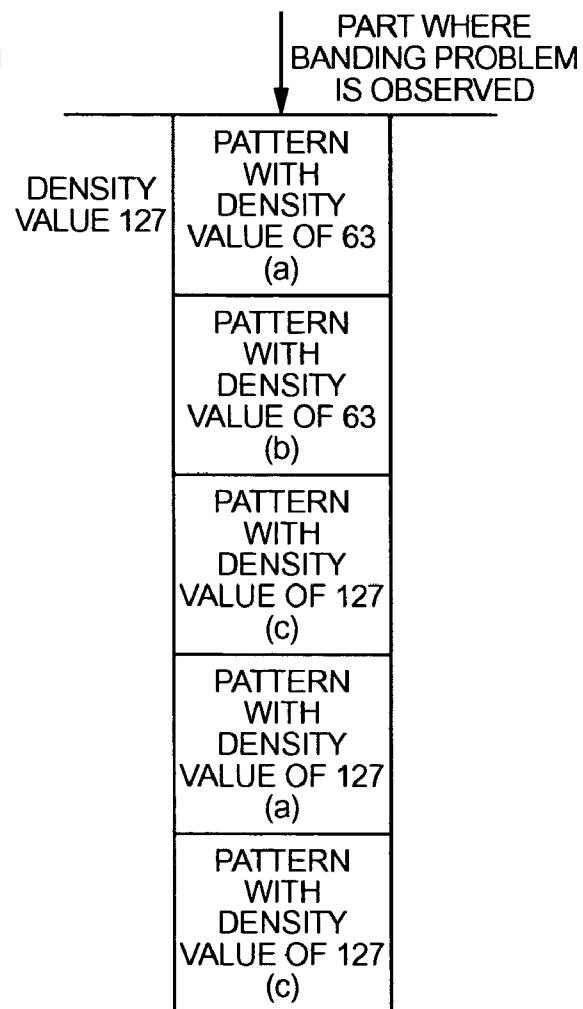 PART WHERE
BANDING PROBLEM
IS OBSERVED
DENSITY
VALUE 127
PATTERN
WITH
DENSITY
VALUE OF 63
(a)
PATTERN
WITH
DENSITY
VALUE OF 63
(b)
PATTERN
WITH
DENSITY
VALUE OF 127
(c)
PATTERN
WITH
DENSITY
VALUE OF 127
(a)
PATTERN
WITH
DENSITY
VALUE OF 127
(c)